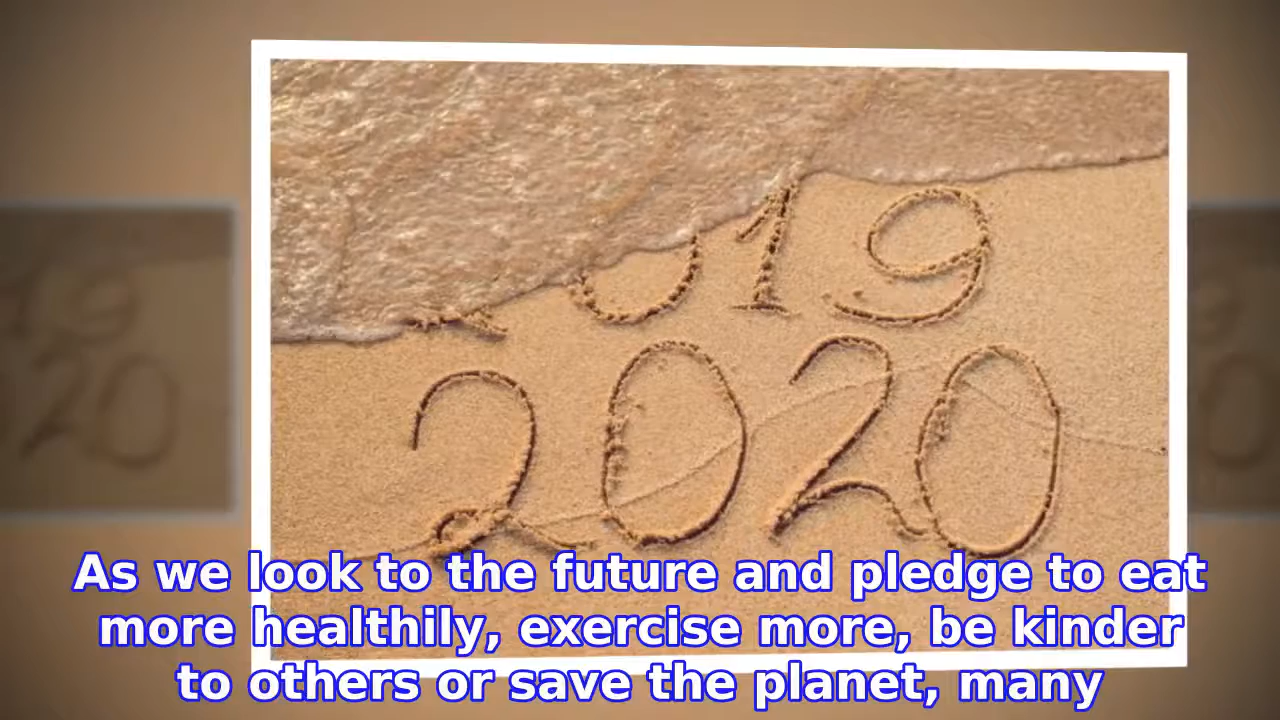 019
2020
As we look to the future and pledge to eat
more healthily, exercise more, be kinder
to others or save the planet, many